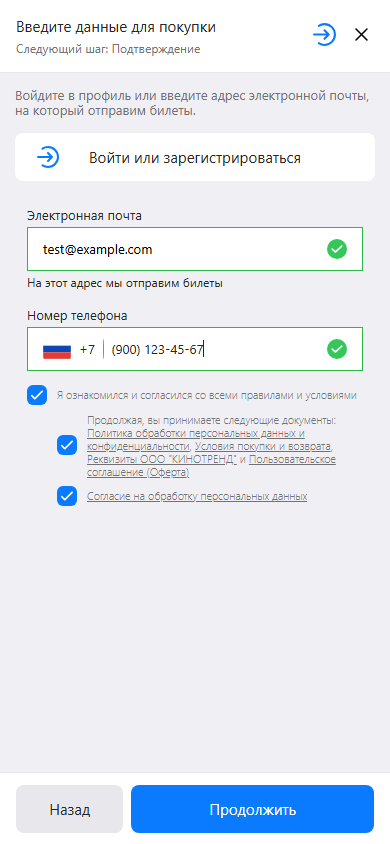 Введите данные для покупки
Следующий шаг: Подтверждение
Войдите в профиль или введите адрес электронной почты,
на который отправим билеты.
Войти или зарегистрироваться
Электронная почта
test@example.com
На этот адрес мы отправим билеты
Номер телефона
+7 (900) 123-45-67
Я ознакомился и согласился со всеми правилами и условиями
Продолжая, вы принимаете следующие документы:
Политика обработки персональных данных и
конфиденциальности, Условия покупки и возврата,
Реквизиты ООО "КИНОТРЕНД" и Пользовательское
соглашение (Оферта)
Согласие на обработку персональных данных
Назад
Продолжить